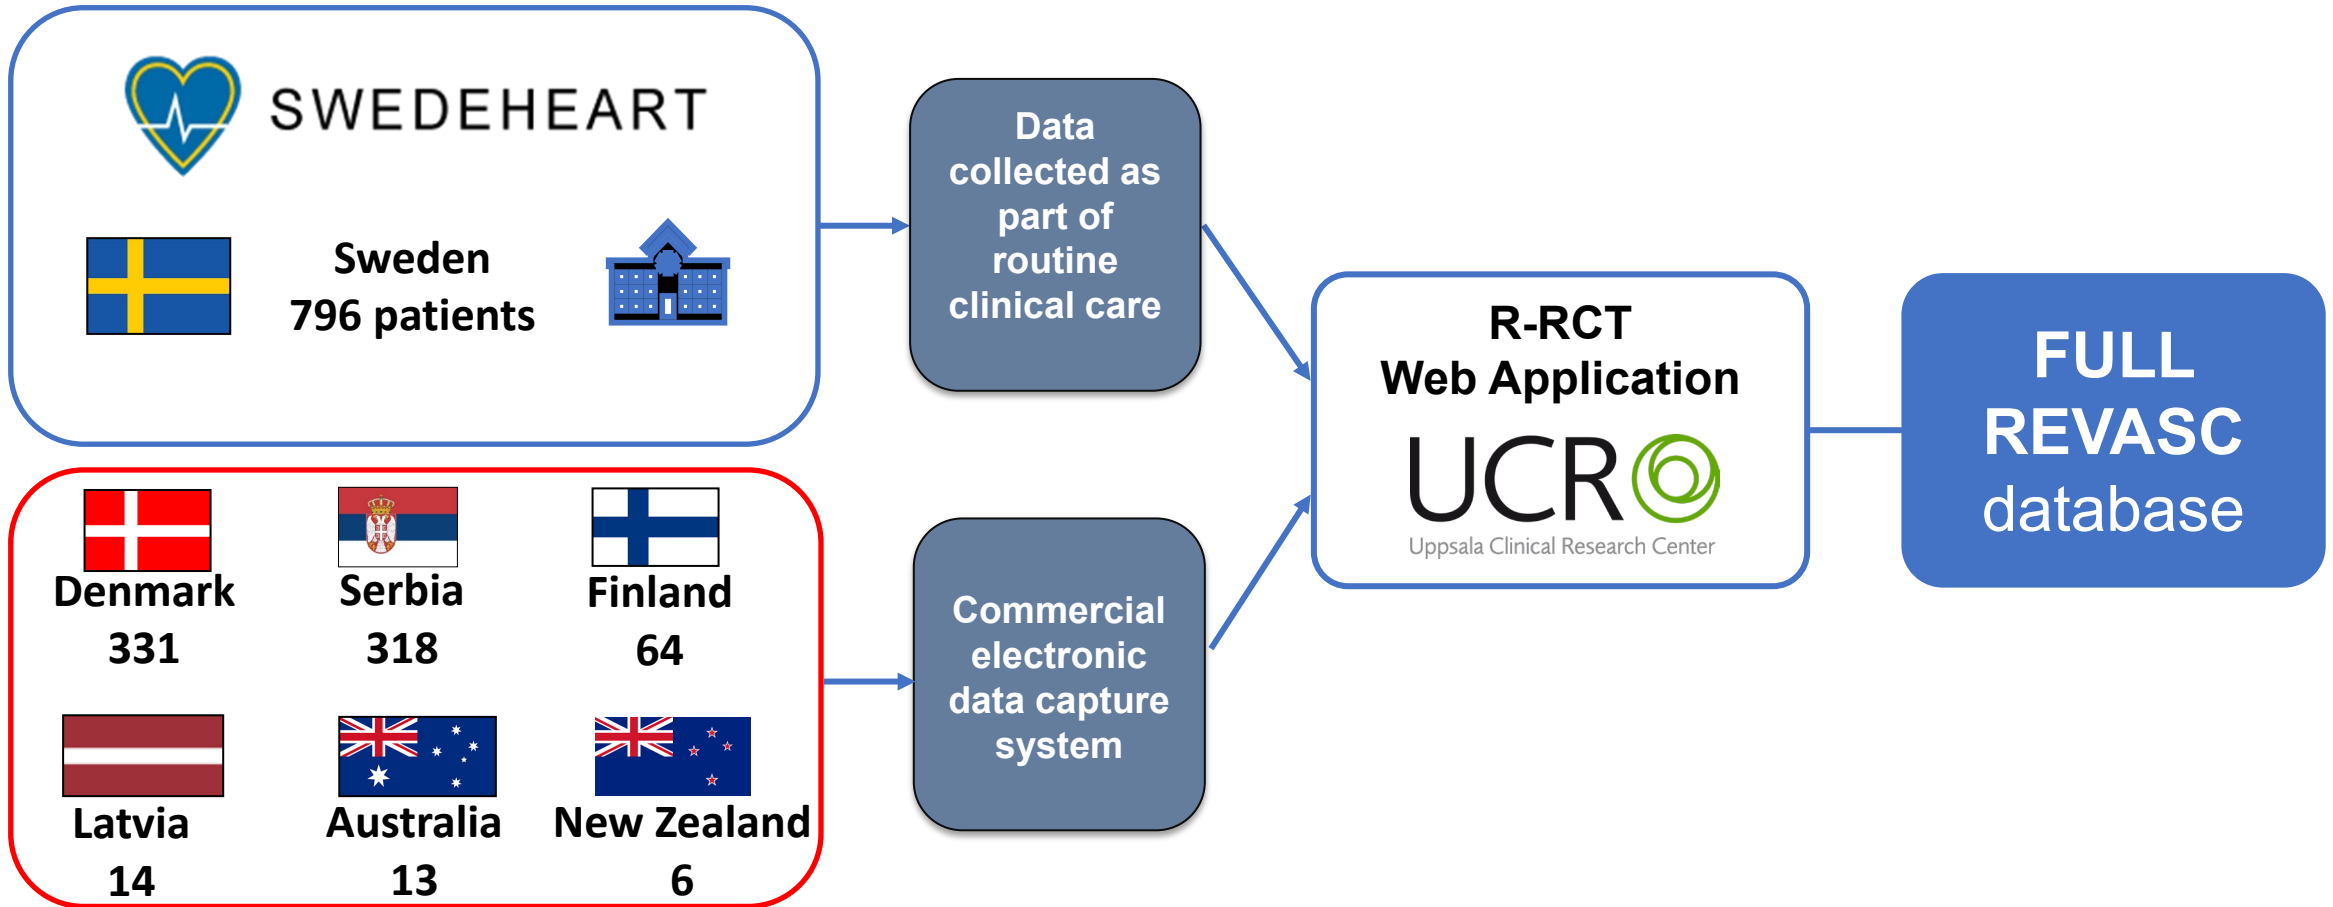 SWEDEHEART
Sweden
796 patients
Data
collected as
part of
routine
clinical care
Denmark
331
Serbia
318
Finland
64
Latvia
14
Australia
13
New Zealand
6
Commercial
electronic
data capture
system
R-RCT
Web Application
UCR
Uppsala Clinical Research Center
FULL
REVASC
database